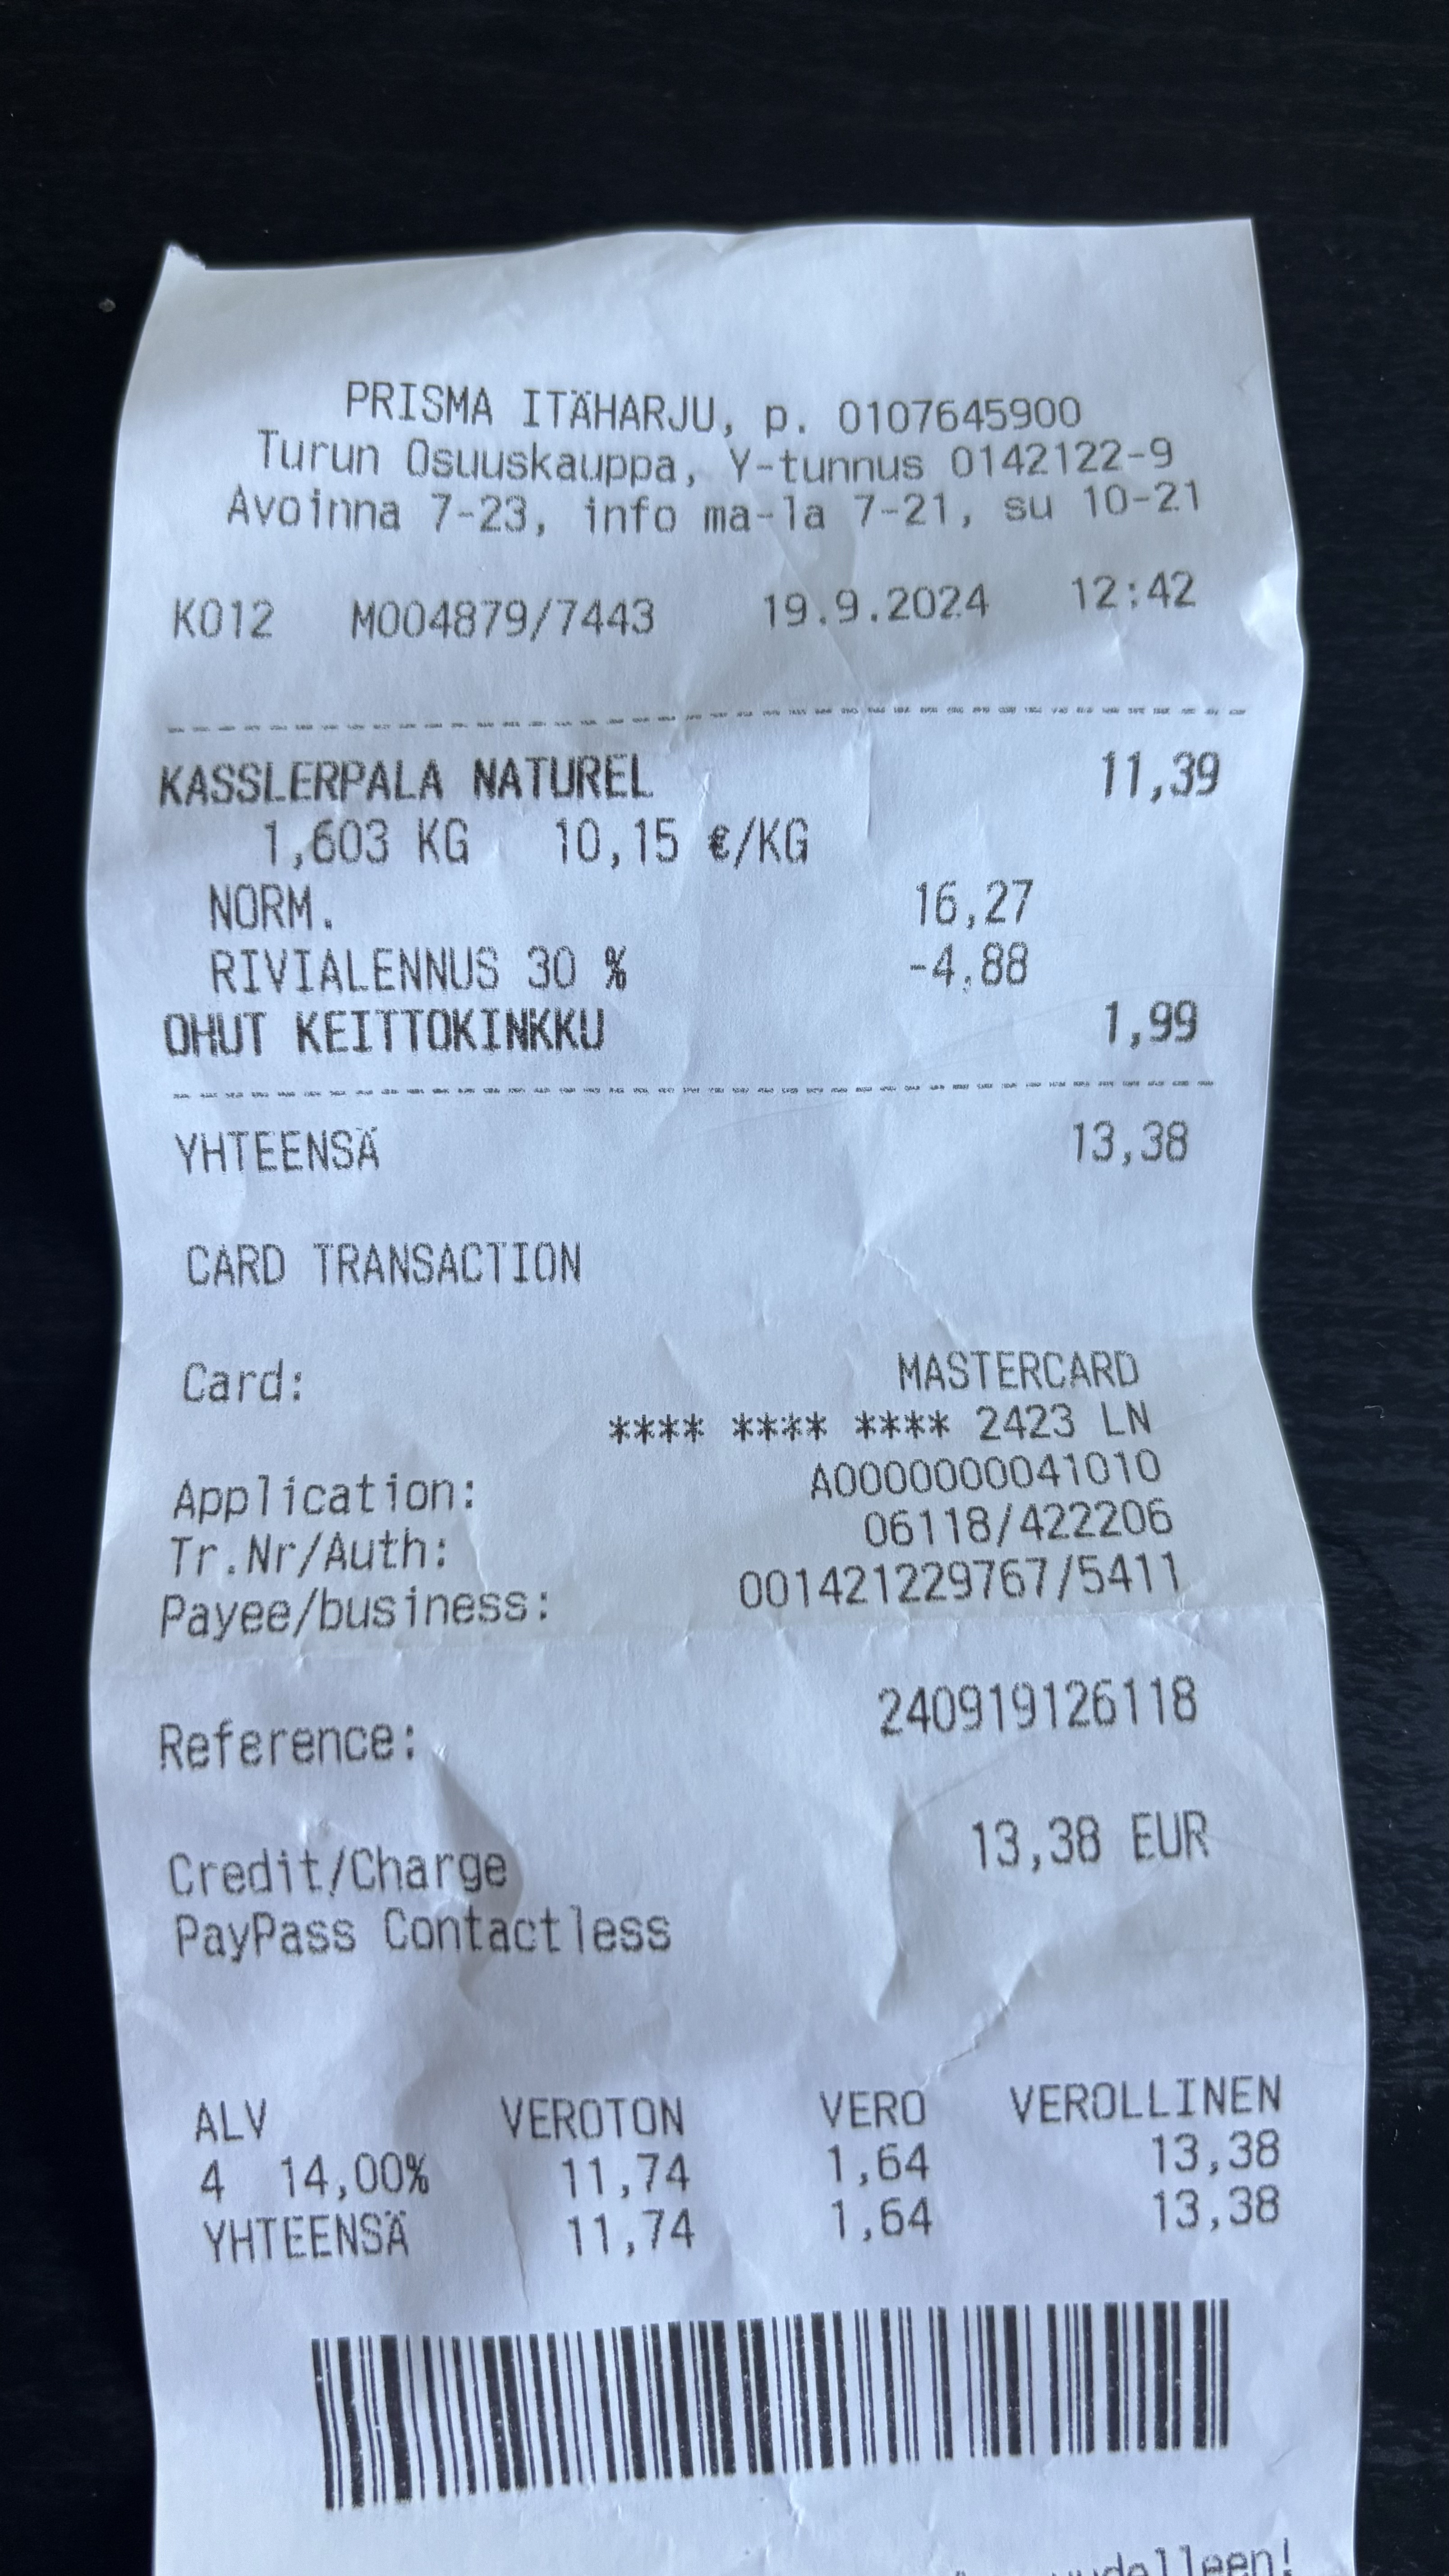 PRISMA ITÄHARJU, p. 0107645900
Turun Osuuskauppa, Y-tunnus 0142122-9
Avoinna 7-23, info ma-la 7-21, su 10-21
K012 M004879/7443 19.9.2024 12:42
KASSLERPALA NATUREL 11,39
1,603 KG 10,15 €/KG
NORM. 16,27
RIVIALENNUS 30 % -4,88
OHUT KEITTOKINKKU 1,99
YHTEENSÄ 13,38
CARD TRANSACTION
Card: MASTERCARD
**** **** **** 2423 LN
Application: A0000000041010
Tr.Nr/Auth: 06118/422206
Payee/business: 001421229767/5411
Reference: 240919126118
Credit/Charge 13,38 EUR
PayPass Contactless
ALV VEROTON VERO VEROLLINEN
4 14,00% 11,74 1,64 13,38
YHTEENSÄ 11,74 1,64 13,38